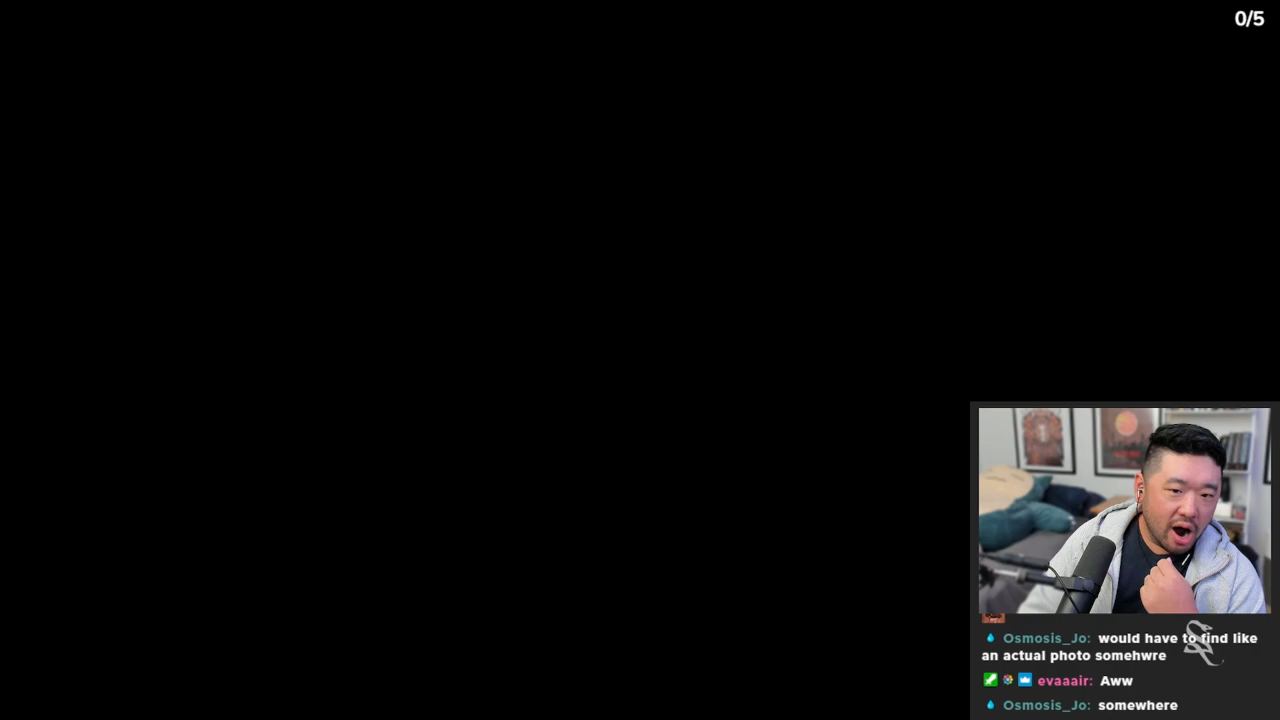 0/5
Osmosis_Jo: would have to find like
an actual photo somehwre
evaaair: Aww
Osmosis_Jo: somewhere